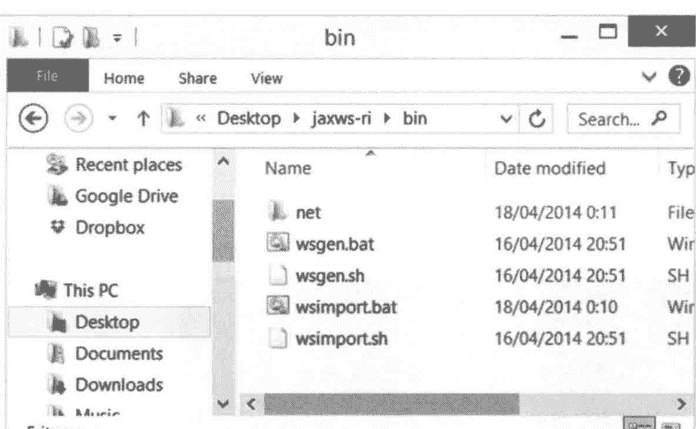 bin
File Home Share View
« Desktop jaxws-ri bin Search...
Recent places
Google Drive
Dropbox
This PC
Desktop
Documents
Downloads
Music
Name Date modified Typ
net 18/04/2014 0:11 File
wsgen.bat 16/04/2014 20:51 Wir
wsgen.sh 16/04/2014 20:51 SH
wsimport.bat 18/04/2014 0:10 Wir
wsimport.sh 16/04/2014 20:51 SH